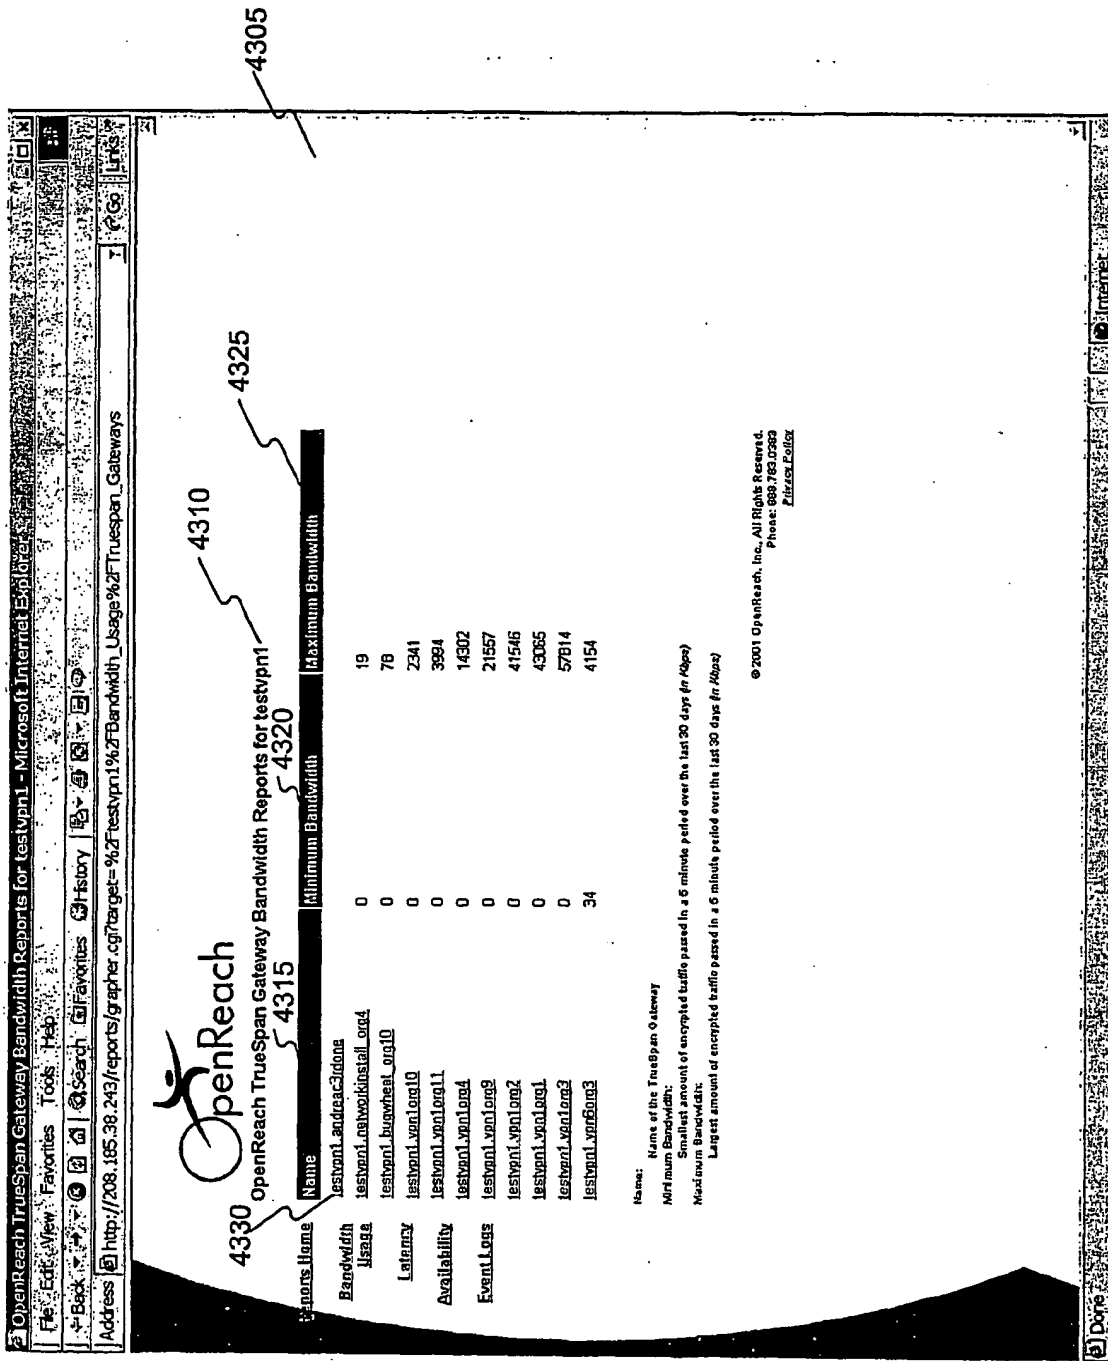 OpenReach TrueSpan Gateway Bandwidth Reports for testvpn1 - Microsoft Internet Explorer
File Edit View Favorites Tools Help
Back Search Favorites History
Address http://208.185.38.243/reports/grapher.cgi?target=%2Ftestvpn1%2FBandwidth_Usage%2FTruespan_Gateways Go Links
OpenReach
OpenReach TrueSpan Gateway Bandwidth Reports for testvpn1
4305
4310
4315
4320
4325
4330
Reports Home
Bandwidth Usage
Latency
Availability
Event Logs
Name Minimum Bandwidth Maximum Bandwidth
testvpn1.andreac3rdone
testvpn1.networkinstall_org4 0 19
testvpn1.bugwheat_org10 0 78
testvpn1.vpn1org10 0 2341
testvpn1.vpn1org11 0 3994
testvpn1.vpn1org4 0 14302
testvpn1.vpn1org9 0 21557
testvpn1.vpn1org2 0 41546
testvpn1.vpn1org1 0 43065
testvpn1.vpn1org3 0 57814
testvpn1.vpn6org3 34 4154
Name:
Name of the TrueSpan Gateway
Minimum Bandwidth:
Smallest amount of encrypted traffic passed in a 5 minute period over the last 30 days (in Kbps)
Maximum Bandwidth:
Largest amount of encrypted traffic passed in a 5 minute period over the last 30 days (in Kbps)
©2001 OpenReach, Inc., All Rights Reserved.
Phone: 888.783.0383
Privacy Policy
Done Internet